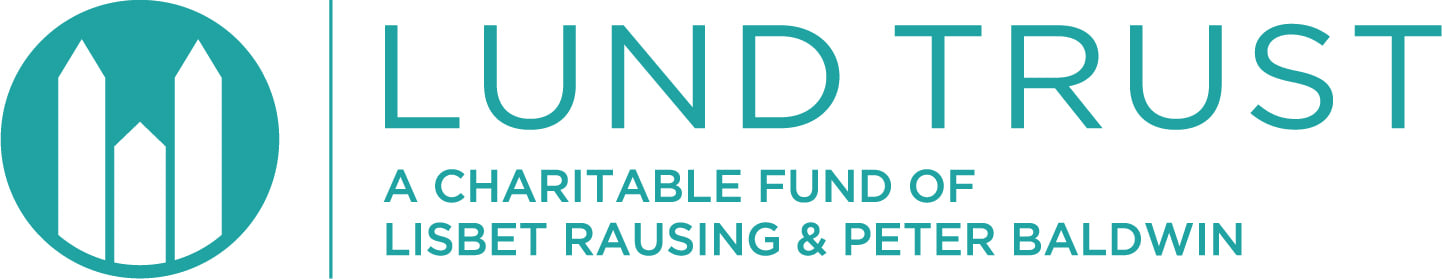 LUND TRUST
A CHARITABLE FUND OF
LISBET RAUSING & PETER BALDWIN